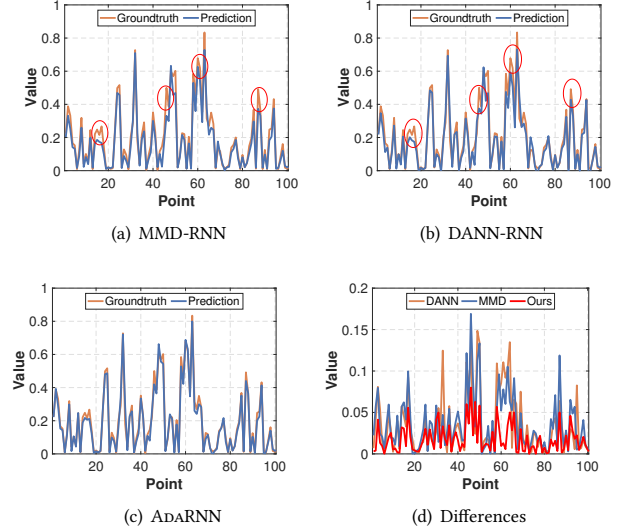 Groundtruth Prediction
1
0.8
0.6
0.4
0.2
0
Value
20 40 60 80 100
Point
(a) MMD-RNN
Groundtruth Prediction
1
0.8
0.6
0.4
0.2
0
Value
20 40 60 80 100
Point
(b) DANN-RNN
Groundtruth Prediction
1
0.8
0.6
0.4
0.2
0
Value
20 40 60 80 100
Point
(c) AdaRNN
DANN MMD Ours
0.2
0.15
0.1
0.05
0
Value
20 40 60 80 100
Point
(d) Differences